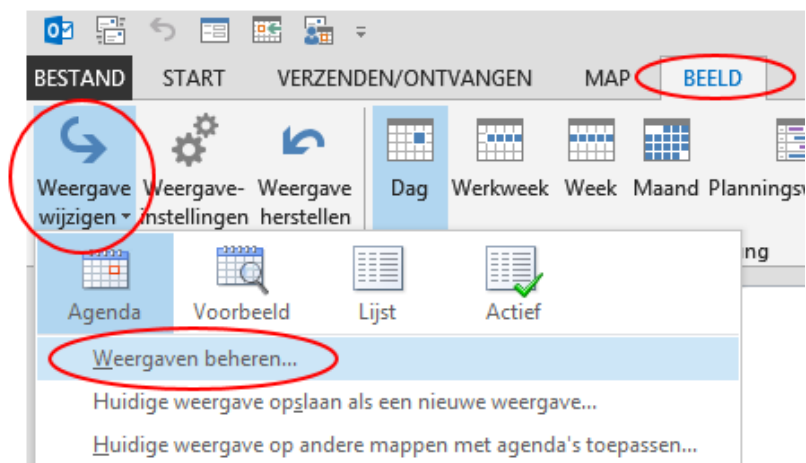 BESTAND START VERZENDEN/ONTVANGEN MAP BEELD
Weergave wijzigen
Weergave-instellingen
Weergave herstellen
Dag Werkweek Week Maand
Agenda Voorbeeld Lijst Actief
Weergaven beheren...
Huidige weergave opslaan als een nieuwe weergave...
Huidige weergave op andere mappen met agenda's toepassen...